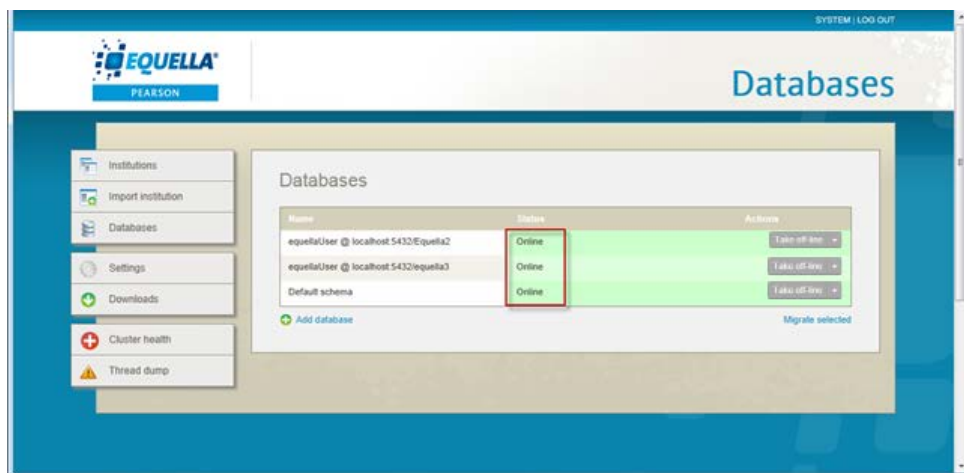 SYSTEM | LOG OUT
EQUELLA®
PEARSON
Databases
Institutions
Import institution
Databases
Settings
Downloads
Cluster health
Thread dump
Databases
Name Status Actions
equellaUser @ localhost:5432/Equella2 Online Take off-line
equellaUser @ localhost:5432/equella3 Online Take off-line
Default schema Online Take off-line
Add database Migrate selected